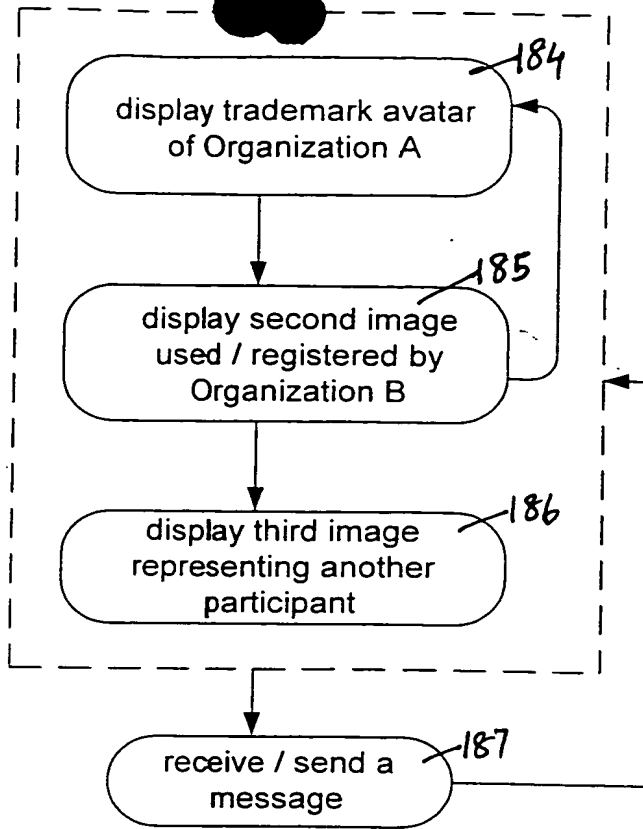 184
display trademark avatar
of Organization A
185
display second image
used / registered by
Organization B
186
display third image
representing another
participant
187
receive / send a
message